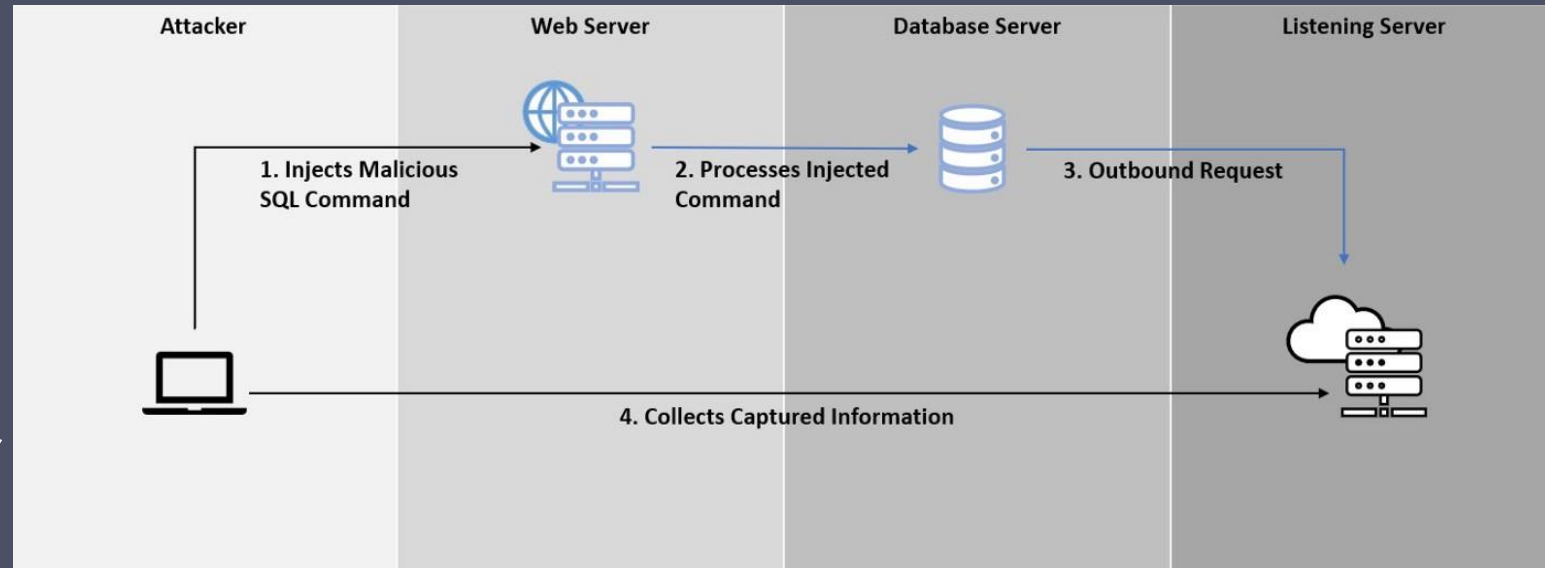 Attacker
Web Server
Database Server
Listening Server
1. Injects Malicious
SQL Command
2. Processes Injected
Command
3. Outbound Request
4. Collects Captured Information